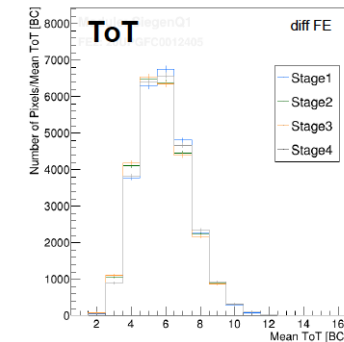 ToT
diff FE
Number of Pixels/Mean ToT [BC]
8000
7000
6000
5000
4000
3000
2000
1000
0
Stage1
Stage2
Stage3
Stage4
2 4 6 8 10 12 14 16
Mean ToT [BC